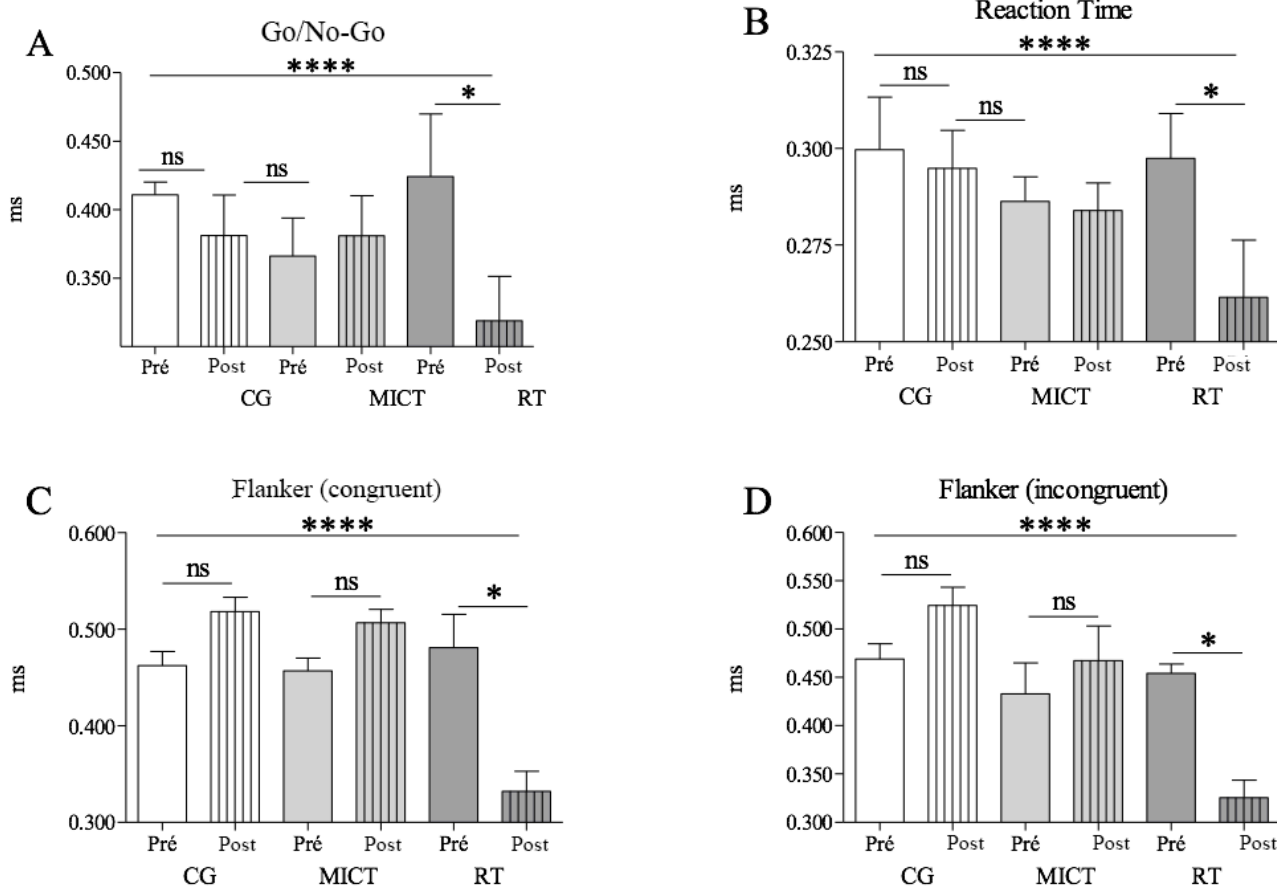 A
Go/No-Go
****
*
ns
ns
0.500
0.450
0.400
0.350
ms
Pré Post Pré Post Pré Post
CG MICT RT
B
Reaction Time
****
ns
ns
*
0.325
0.300
0.275
0.250
ms
Pré Post Pré Post Pré Post
CG MICT RT
C
Flanker (congruent)
****
ns
ns
*
0.600
0.500
0.400
0.300
ms
Pré Post Pré Post Pré Post
CG MICT RT
D
Flanker (incongruent)
****
ns
ns
*
0.600
0.550
0.500
0.450
0.400
0.350
0.300
ms
Pré Post Pré Post Pré Post
CG MICT RT